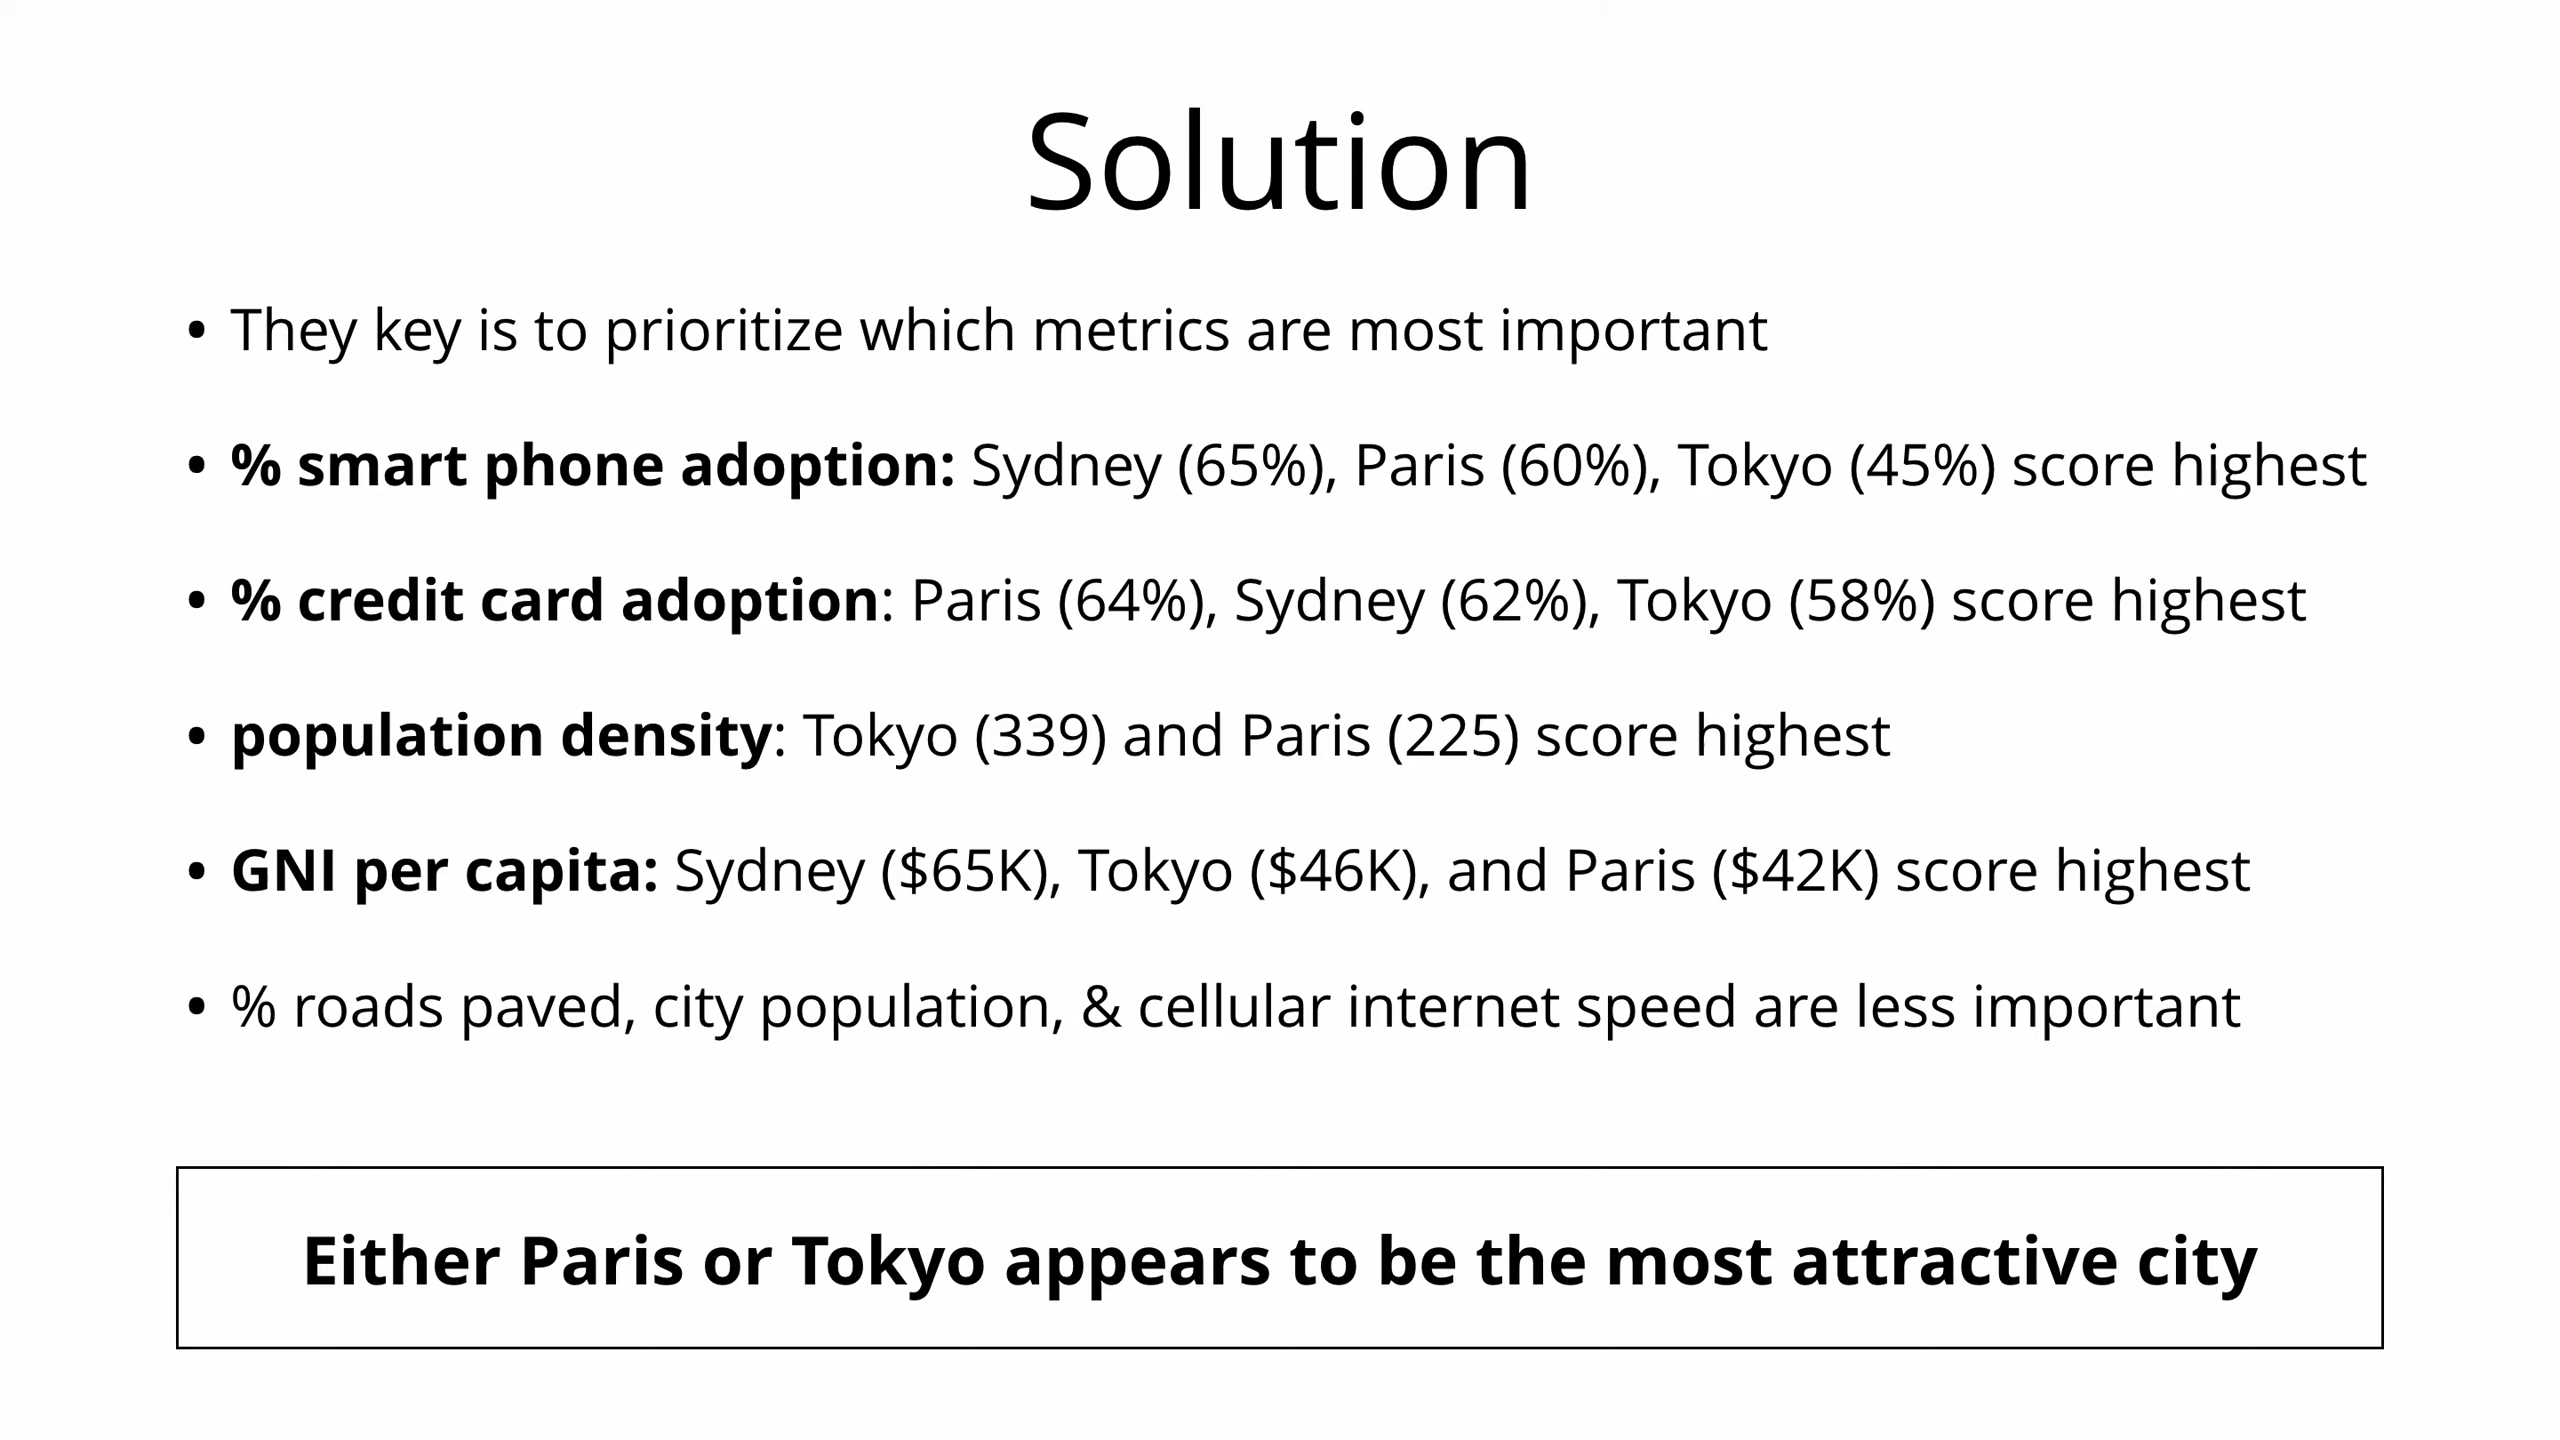 Solution
• They key is to prioritize which metrics are most important
• % smart phone adoption: Sydney (65%), Paris (60%), Tokyo (45%) score highest
• % credit card adoption: Paris (64%), Sydney (62%), Tokyo (58%) score highest
• population density: Tokyo (339) and Paris (225) score highest
• GNI per capita: Sydney ($65K), Tokyo ($46K), and Paris ($42K) score highest
• % roads paved, city population, & cellular internet speed are less important
Either Paris or Tokyo appears to be the most attractive city